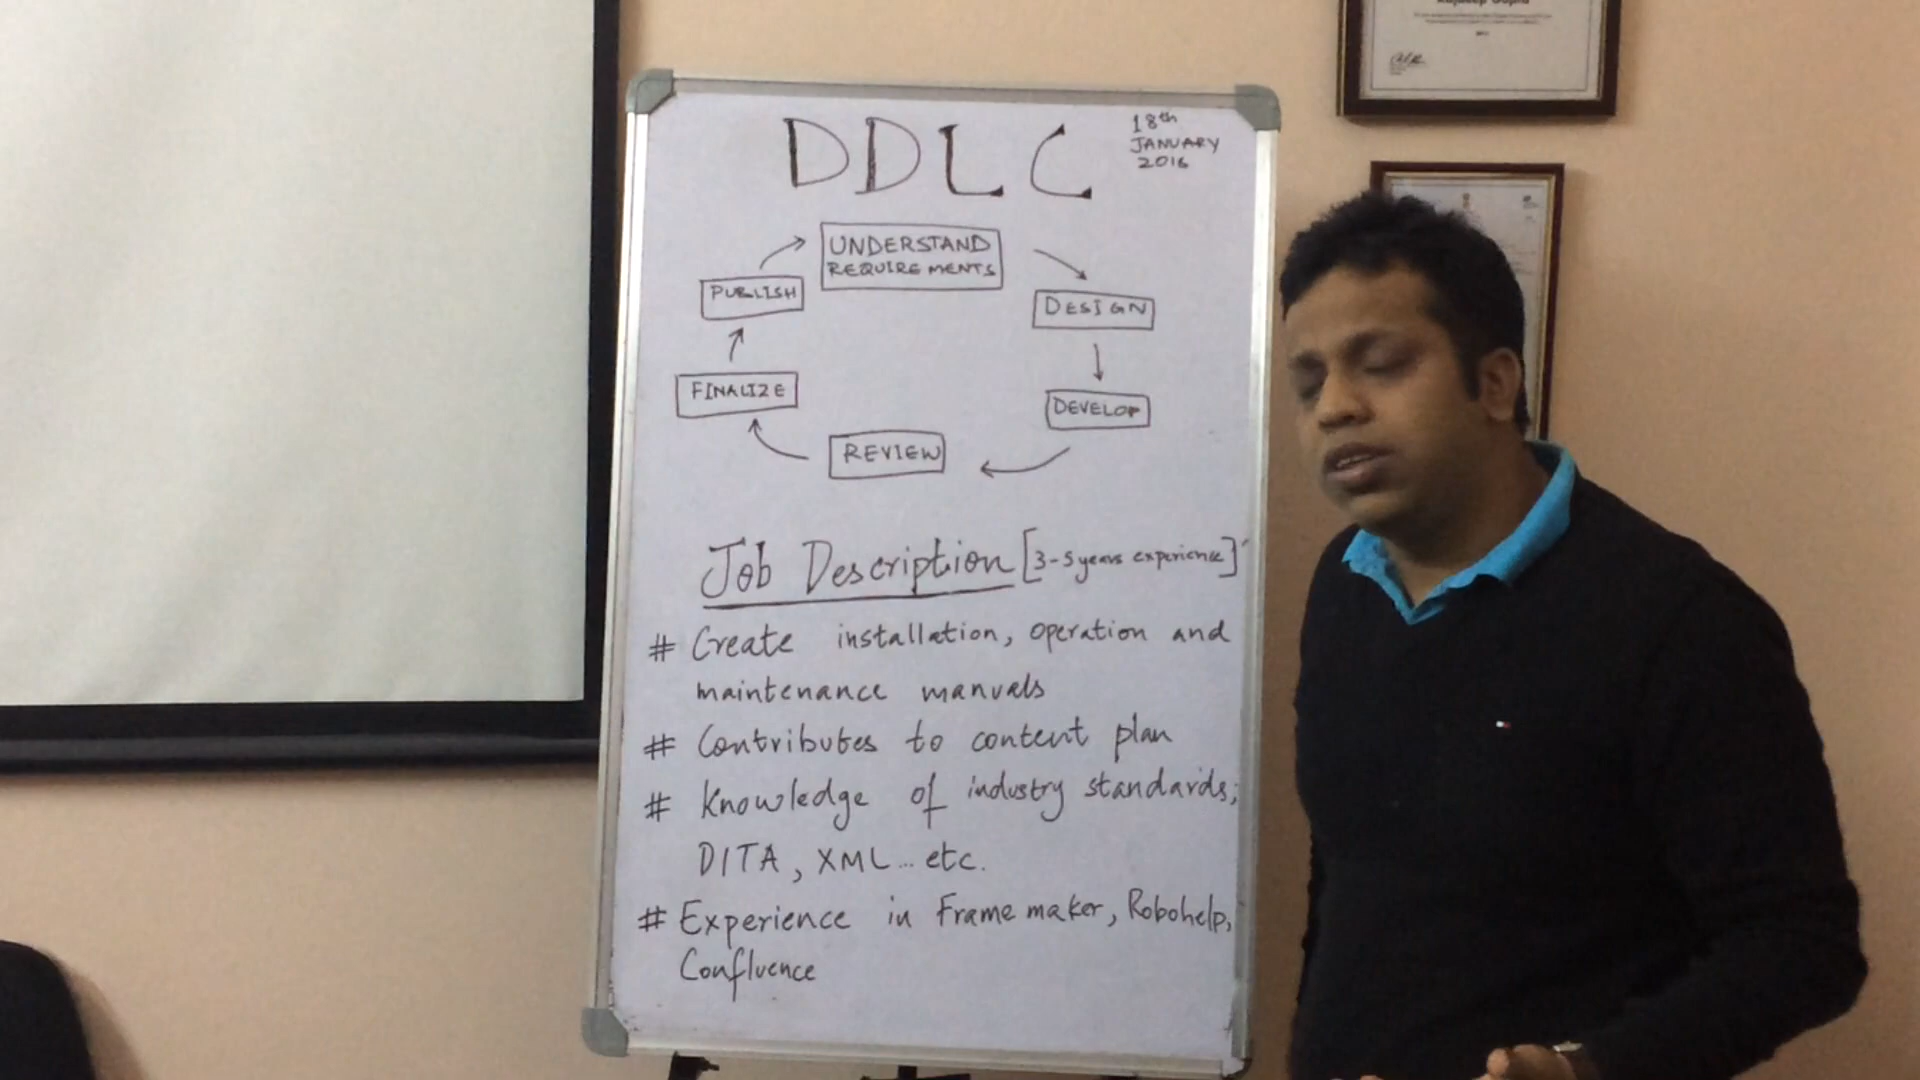 DDLC
18th
JANUARY
2016
UNDERSTAND
REQUIREMENTS
DESIGN
DEVELOP
REVIEW
FINALIZE
PUBLISH
Job Description [3-5 years experience]
# Create installation, operation and
maintenance manuals
# Contributes to content plan
# Knowledge of industry standards;
DITA, XML... etc.
# Experience in Framemaker, Robohelp,
Confluence